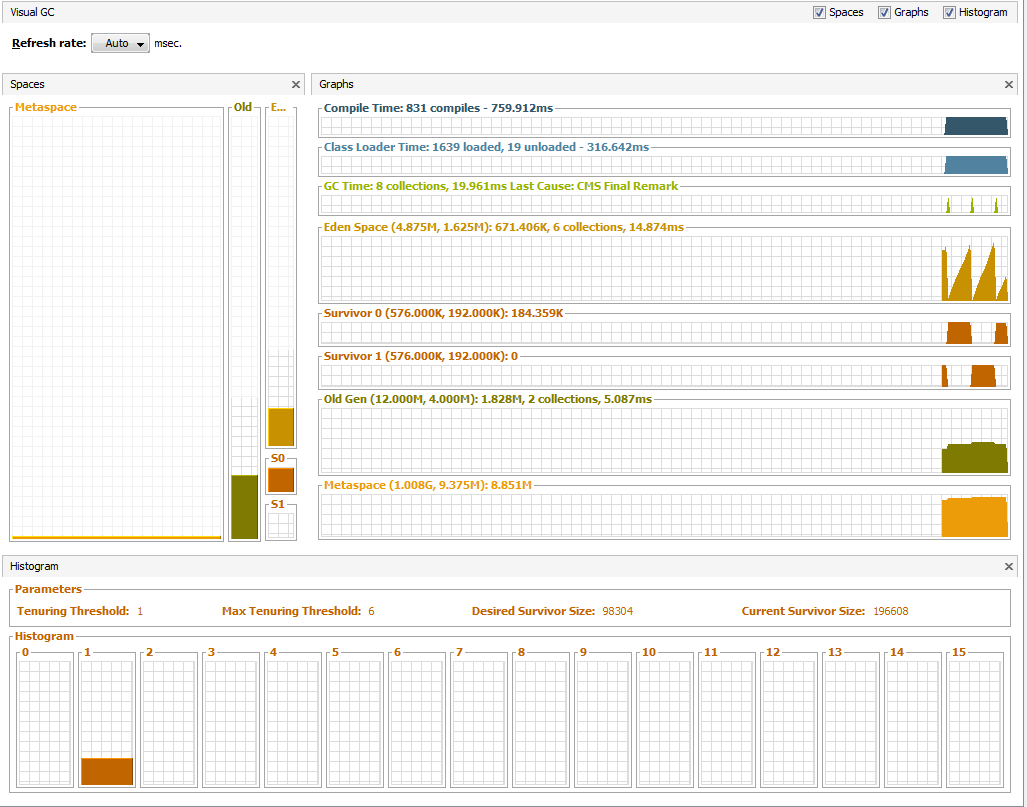 Visual GC
Spaces Graphs Histogram
Refresh rate: Auto msec.
Spaces
Metaspace
Old
E...
S0
S1
Graphs
Compile Time: 831 compiles - 759.912ms
Class Loader Time: 1639 loaded, 19 unloaded - 316.642ms
GC Time: 8 collections, 19.961ms Last Cause: CMS Final Remark
Eden Space (4.875M, 1.625M): 671.406K, 6 collections, 14.874ms
Survivor 0 (576.000K, 192.000K): 184.359K
Survivor 1 (576.000K, 192.000K): 0
Old Gen (12.000M, 4.000M): 1.828M, 2 collections, 5.087ms
Metaspace (1.008G, 9.375M): 8.851M
Histogram
Parameters
Tenuring Threshold: 1 Max Tenuring Threshold: 6 Desired Survivor Size: 98304 Current Survivor Size: 196608
Histogram
0 1 2 3 4 5 6 7 8 9 10 11 12 13 14 15